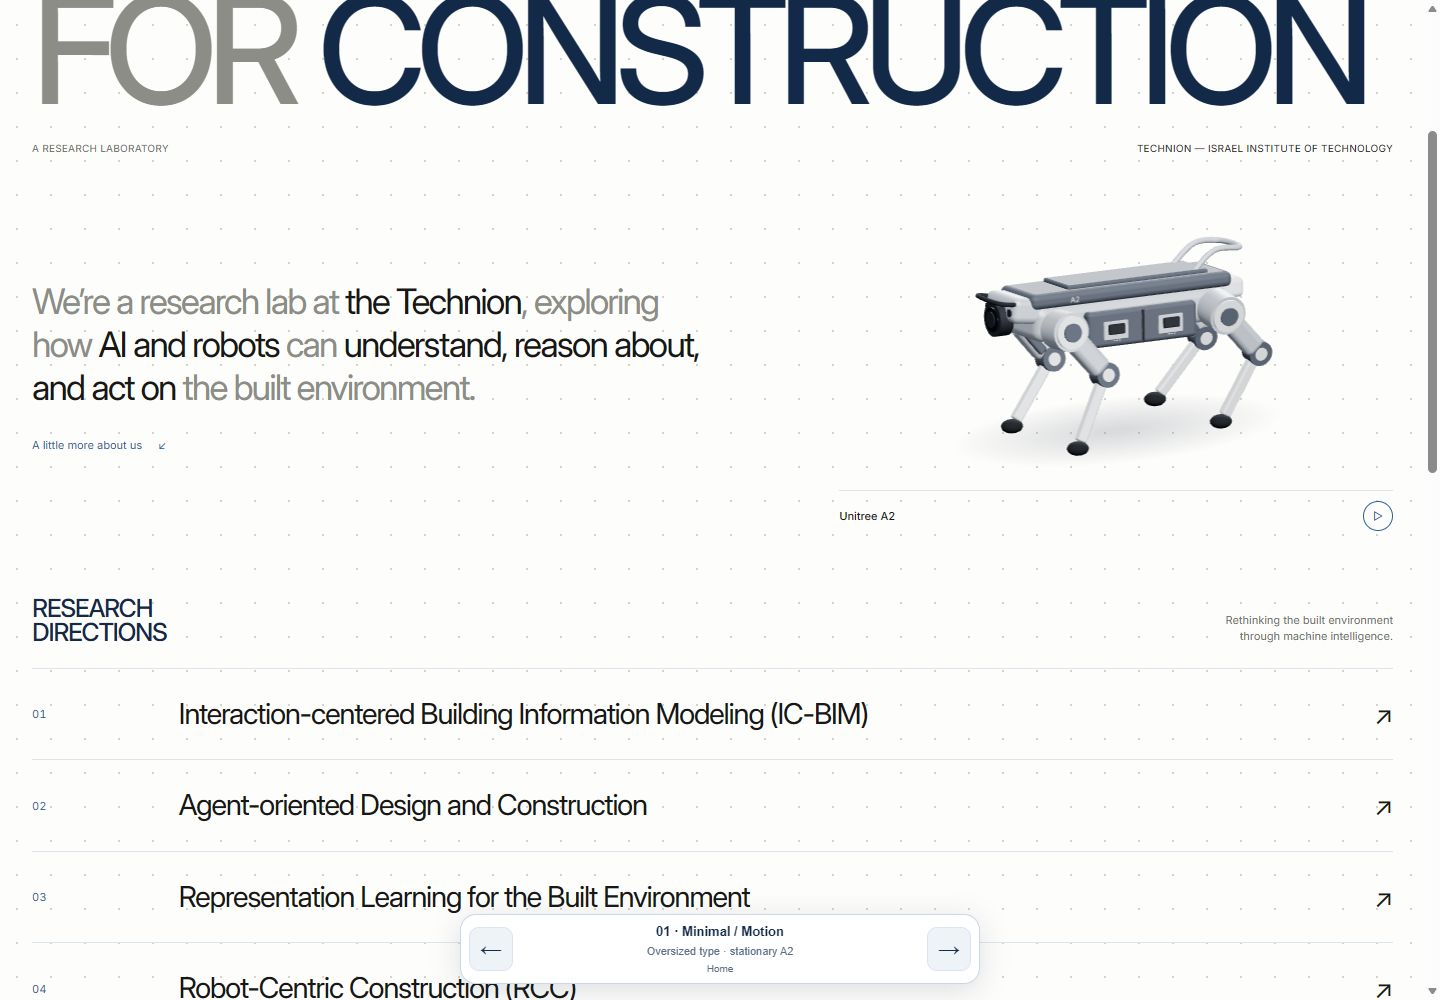 FOR CONSTRUCTION
A RESEARCH LABORATORY
TECHNION — ISRAEL INSTITUTE OF TECHNOLOGY
We're a research lab at the Technion, exploring
how AI and robots can understand, reason about,
and act on the built environment.
A little more about us
A2
Unitree A2
RESEARCH
DIRECTIONS
Rethinking the built environment
through machine intelligence.
01
Interaction-centered Building Information Modeling (IC-BIM)
02
Agent-oriented Design and Construction
03
Representation Learning for the Built Environment
04
Robot-Centric Construction (RCC)
01 · Minimal / Motion
Oversized type · stationary A2
Home